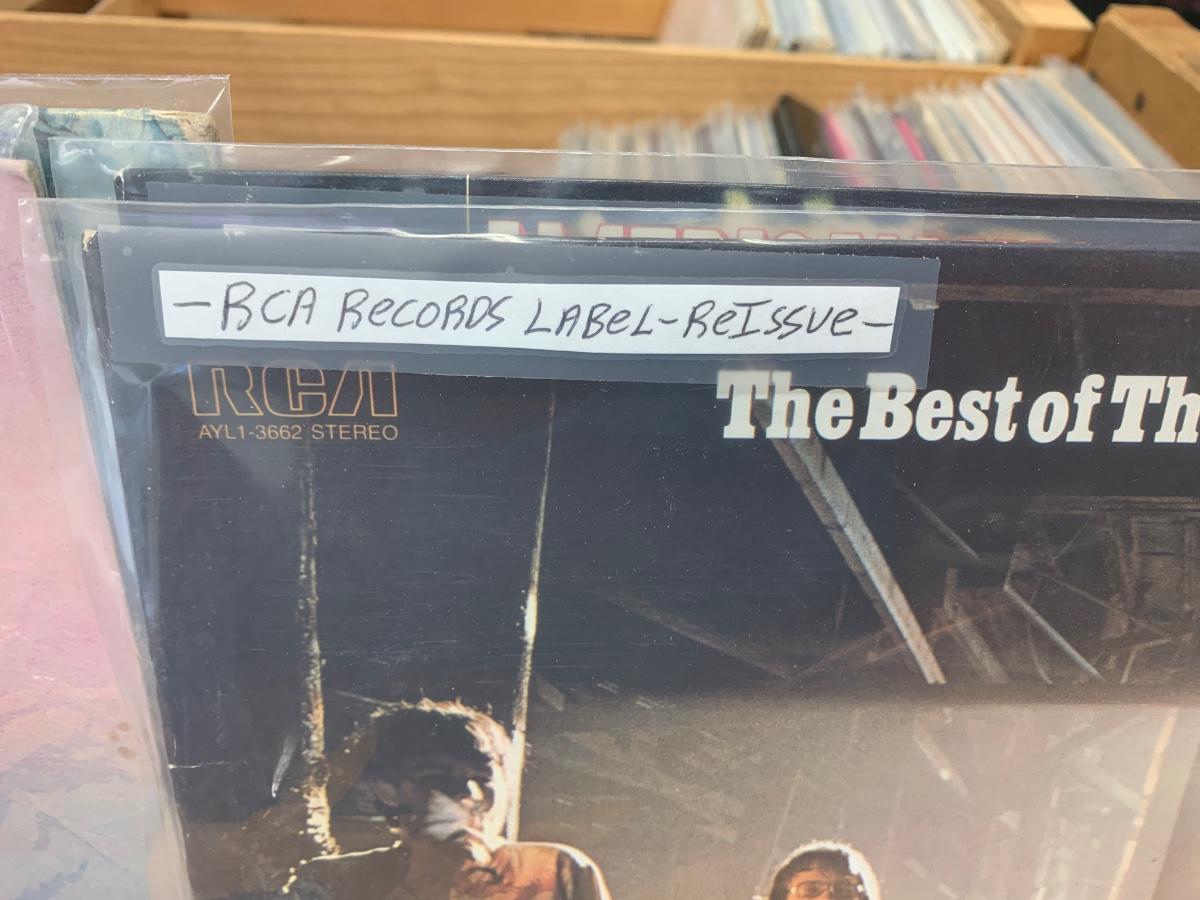 -RCA RECORDS LABEL-REISSUE-
RCA
AYL1-3662 STEREO
The Best of Th